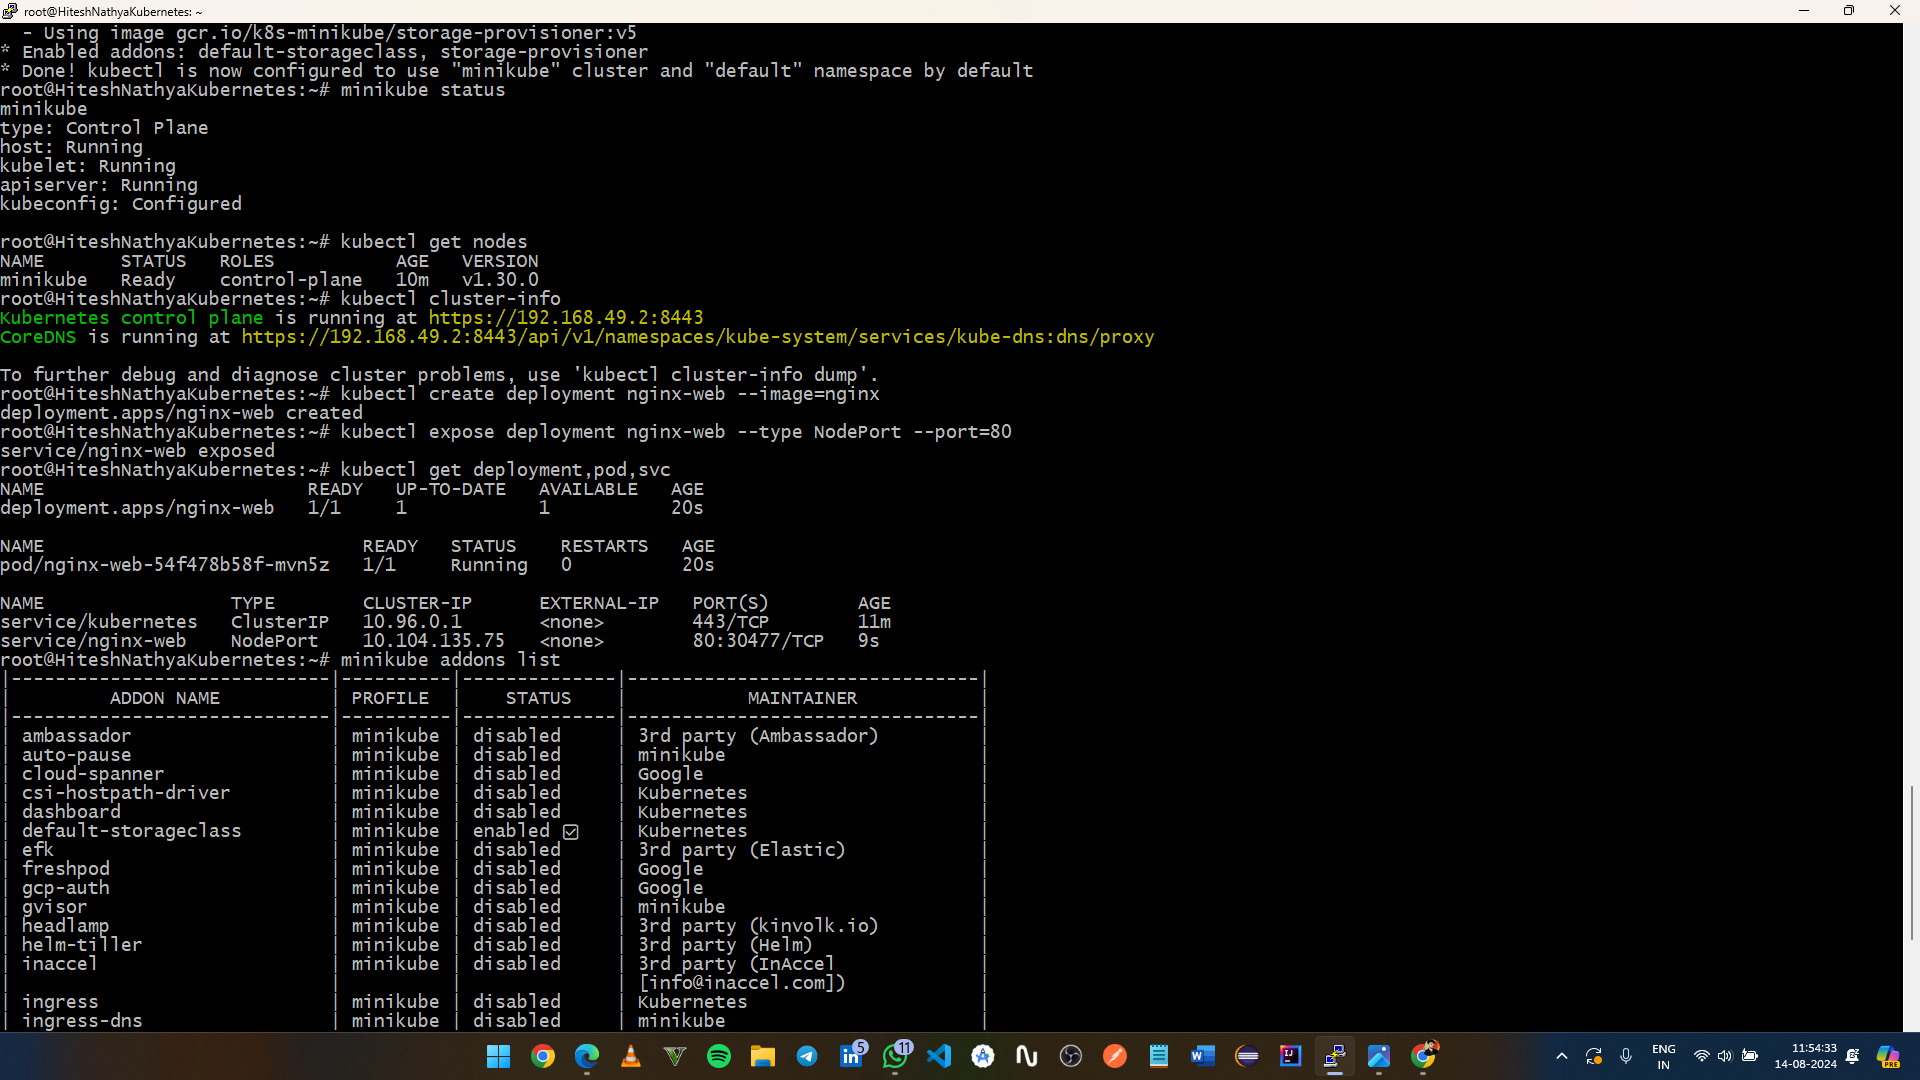 root@HiteshNathyaKubernetes: ~
  - Using image gcr.io/k8s-minikube/storage-provisioner:v5
* Enabled addons: default-storageclass, storage-provisioner
* Done! kubectl is now configured to use "minikube" cluster and "default" namespace by default
root@HiteshNathyaKubernetes:~# minikube status
minikube
type: Control Plane
host: Running
kubelet: Running
apiserver: Running
kubeconfig: Configured
root@HiteshNathyaKubernetes:~# kubectl get nodes
NAME       STATUS   ROLES           AGE   VERSION
minikube   Ready    control-plane   10m   v1.30.0
root@HiteshNathyaKubernetes:~# kubectl cluster-info
Kubernetes control plane is running at https://192.168.49.2:8443
CoreDNS is running at https://192.168.49.2:8443/api/v1/namespaces/kube-system/services/kube-dns:dns/proxy
To further debug and diagnose cluster problems, use 'kubectl cluster-info dump'.
root@HiteshNathyaKubernetes:~# kubectl create deployment nginx-web --image=nginx
deployment.apps/nginx-web created
root@HiteshNathyaKubernetes:~# kubectl expose deployment nginx-web --type NodePort --port=80
service/nginx-web exposed
root@HiteshNathyaKubernetes:~# kubectl get deployment,pod,svc
NAME                        READY   UP-TO-DATE   AVAILABLE   AGE
deployment.apps/nginx-web   1/1     1            1           20s
NAME                             READY   STATUS    RESTARTS   AGE
pod/nginx-web-54f478b58f-mvn5z   1/1     Running   0          20s
NAME                 TYPE        CLUSTER-IP      EXTERNAL-IP   PORT(S)        AGE
service/kubernetes   ClusterIP   10.96.0.1       <none>        443/TCP        11m
service/nginx-web    NodePort    10.104.135.75   <none>        80:30477/TCP   9s
root@HiteshNathyaKubernetes:~# minikube addons list
|-----------------------------|----------|--------------|--------------------------------|
|         ADDON NAME          | PROFILE  |    STATUS    |           MAINTAINER           |
|-----------------------------|----------|--------------|--------------------------------|
| ambassador                  | minikube | disabled     | 3rd party (Ambassador)         |
| auto-pause                  | minikube | disabled     | minikube                       |
| cloud-spanner               | minikube | disabled     | Google                         |
| csi-hostpath-driver         | minikube | disabled     | Kubernetes                     |
| dashboard                   | minikube | disabled     | Kubernetes                     |
| default-storageclass        | minikube | enabled ☑    | Kubernetes                     |
| efk                         | minikube | disabled     | 3rd party (Elastic)            |
| freshpod                    | minikube | disabled     | Google                         |
| gcp-auth                    | minikube | disabled     | Google                         |
| gvisor                      | minikube | disabled     | minikube                       |
| headlamp                    | minikube | disabled     | 3rd party (kinvolk.io)         |
| helm-tiller                 | minikube | disabled     | 3rd party (Helm)               |
| inaccel                     | minikube | disabled     | 3rd party (InAccel             |
|                             |          |              | [info@inaccel.com])            |
| ingress                     | minikube | disabled     | Kubernetes                     |
| ingress-dns                 | minikube | disabled     | minikube                       |
5
11
ENG
IN
11:54:33
14-08-2024
PRE